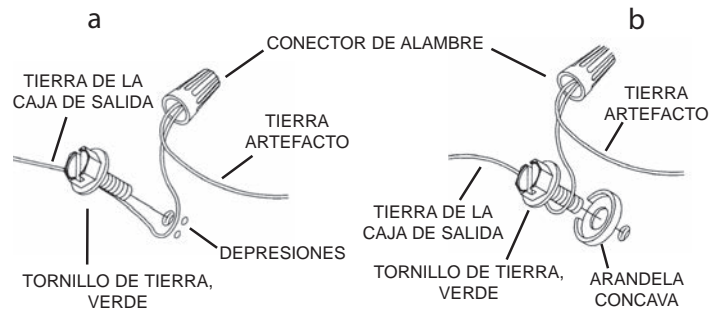 a
b
CONECTOR DE ALAMBRE
TIERRA DE LA
CAJA DE SALIDA
TIERRA
ARTEFACTO
DEPRESIONES
TORNILLO DE TIERRA,
VERDE
TIERRA
ARTEFACTO
TIERRA DE LA
CAJA DE SALIDA
TORNILLO DE TIERRA,
VERDE
ARANDELA
CONCAVA